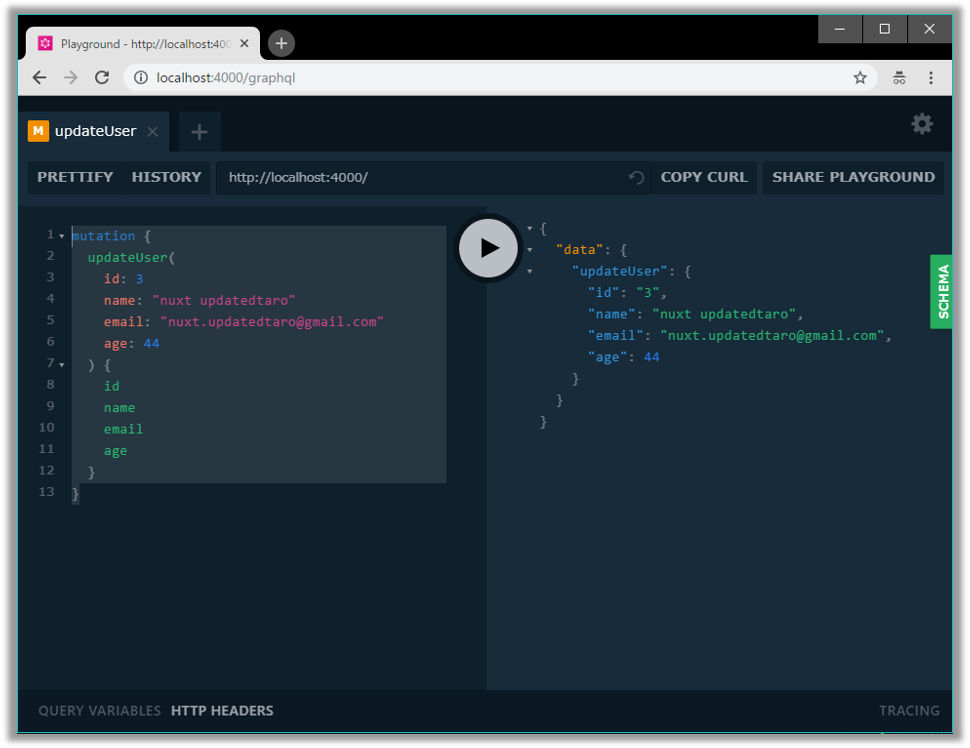 Playground - http://localhost:400
localhost:4000/graphql
M updateUser
PRETTIFY HISTORY http://localhost:4000/ COPY CURL SHARE PLAYGROUND
1 mutation {
2 updateUser(
3 id: 3
4 name: "nuxt updatedtaro"
5 email: "nuxt.updatedtaro@gmail.com"
6 age: 44
7 ) {
8 id
9 name
10 email
11 age
12 }
13 }
{
"data": {
"updateUser": {
"id": "3",
"name": "nuxt updatedtaro",
"email": "nuxt.updatedtaro@gmail.com",
"age": 44
}
}
}
SCHEMA
QUERY VARIABLES HTTP HEADERS TRACING